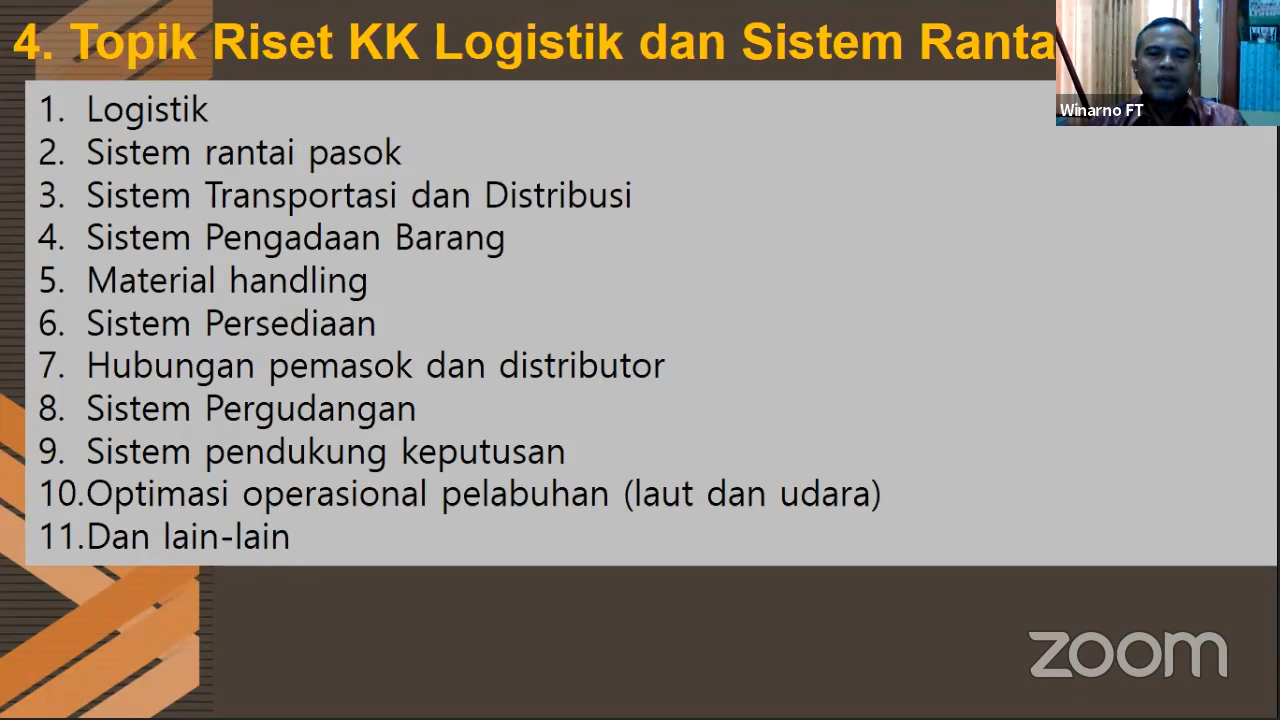 4. Topik Riset KK Logistik dan Sistem Ranta
Winarno FT
1. Logistik
2. Sistem rantai pasok
3. Sistem Transportasi dan Distribusi
4. Sistem Pengadaan Barang
5. Material handling
6. Sistem Persediaan
7. Hubungan pemasok dan distributor
8. Sistem Pergudangan
9. Sistem pendukung keputusan
10.Optimasi operasional pelabuhan (laut dan udara)
11.Dan lain-lain
zoom